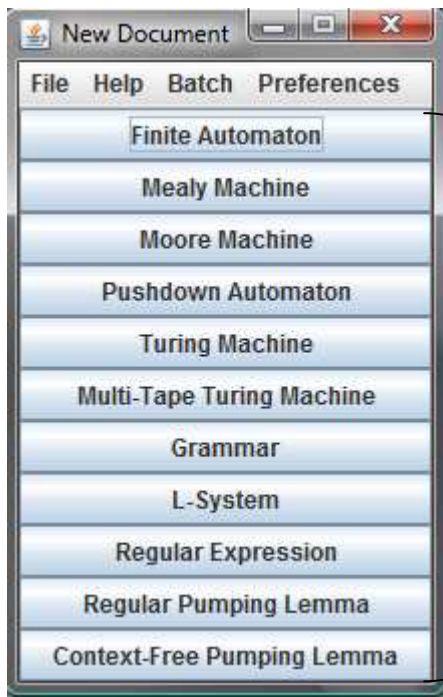 New Document
File Help Batch Preferences
Finite Automaton
Mealy Machine
Moore Machine
Pushdown Automaton
Turing Machine
Multi-Tape Turing Machine
Grammar
L-System
Regular Expression
Regular Pumping Lemma
Context-Free Pumping Lemma